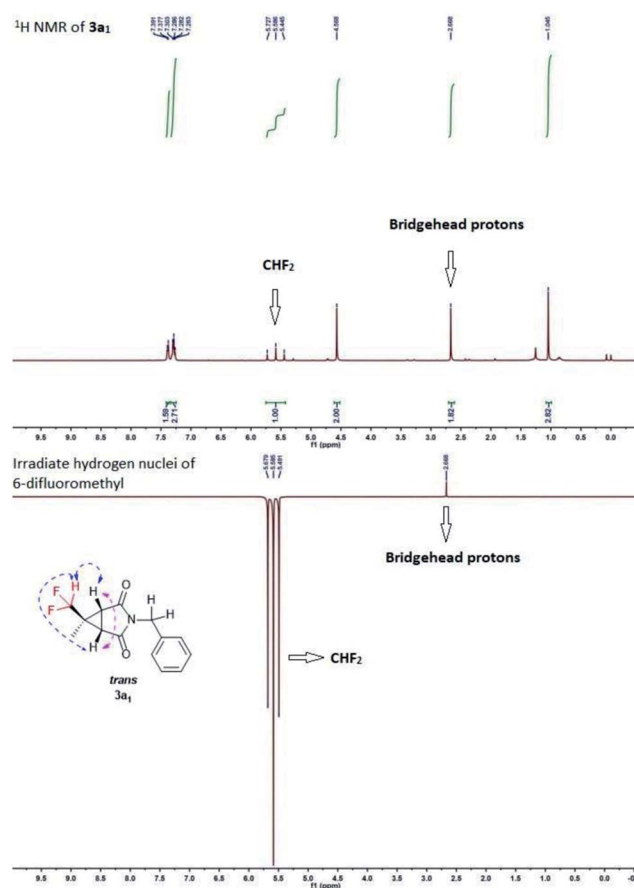 ¹H NMR of 3a₁
7.391
7.377
7.303
7.286
7.282
7.263
5.727
5.586
5.445
4.568
2.668
1.045
Bridgehead protons
CHF₂
1.59
2.71
1.00
2.00
1.82
2.82
9.5 9.0 8.5 8.0 7.5 7.0 6.5 6.0 5.5 5.0 4.5 4.0 3.5 3.0 2.5 2.0 1.5 1.0 0.5 0.0
f1 (ppm)
Irradiate hydrogen nuclei of
6-difluoromethyl
5.679
5.585
5.491
2.668
Bridgehead protons
F H H O H
F N H
H O
trans
3a₁
CHF₂
9.5 9.0 8.5 8.0 7.5 7.0 6.5 6.0 5.5 5.0 4.5 4.0 3.5 3.0 2.5 2.0 1.5 1.0 0.5 0.0
f1 (ppm)